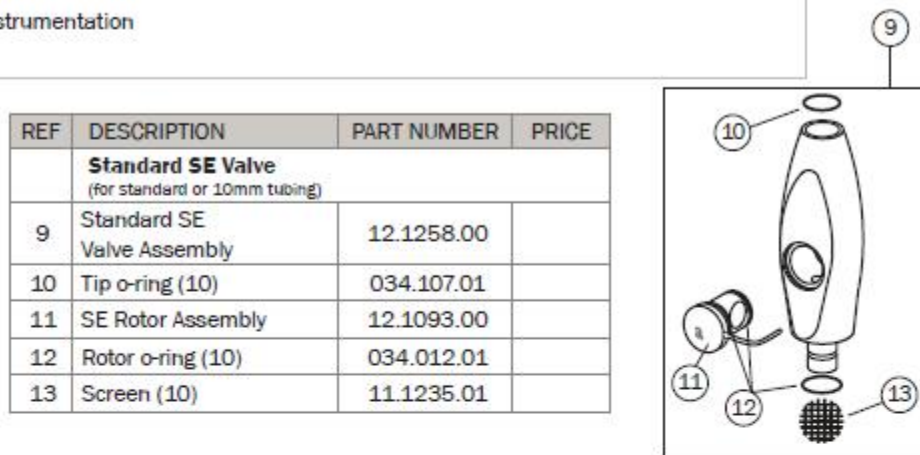 strumentation
9
REF DESCRIPTION PART NUMBER PRICE
Standard SE Valve
(for standard or 10mm tubing)
9 Standard SE Valve Assembly 12.1258.00
10 Tip o-ring (10) 034.107.01
11 SE Rotor Assembly 12.1093.00
12 Rotor o-ring (10) 034.012.01
13 Screen (10) 11.1235.01
10
11
12
13